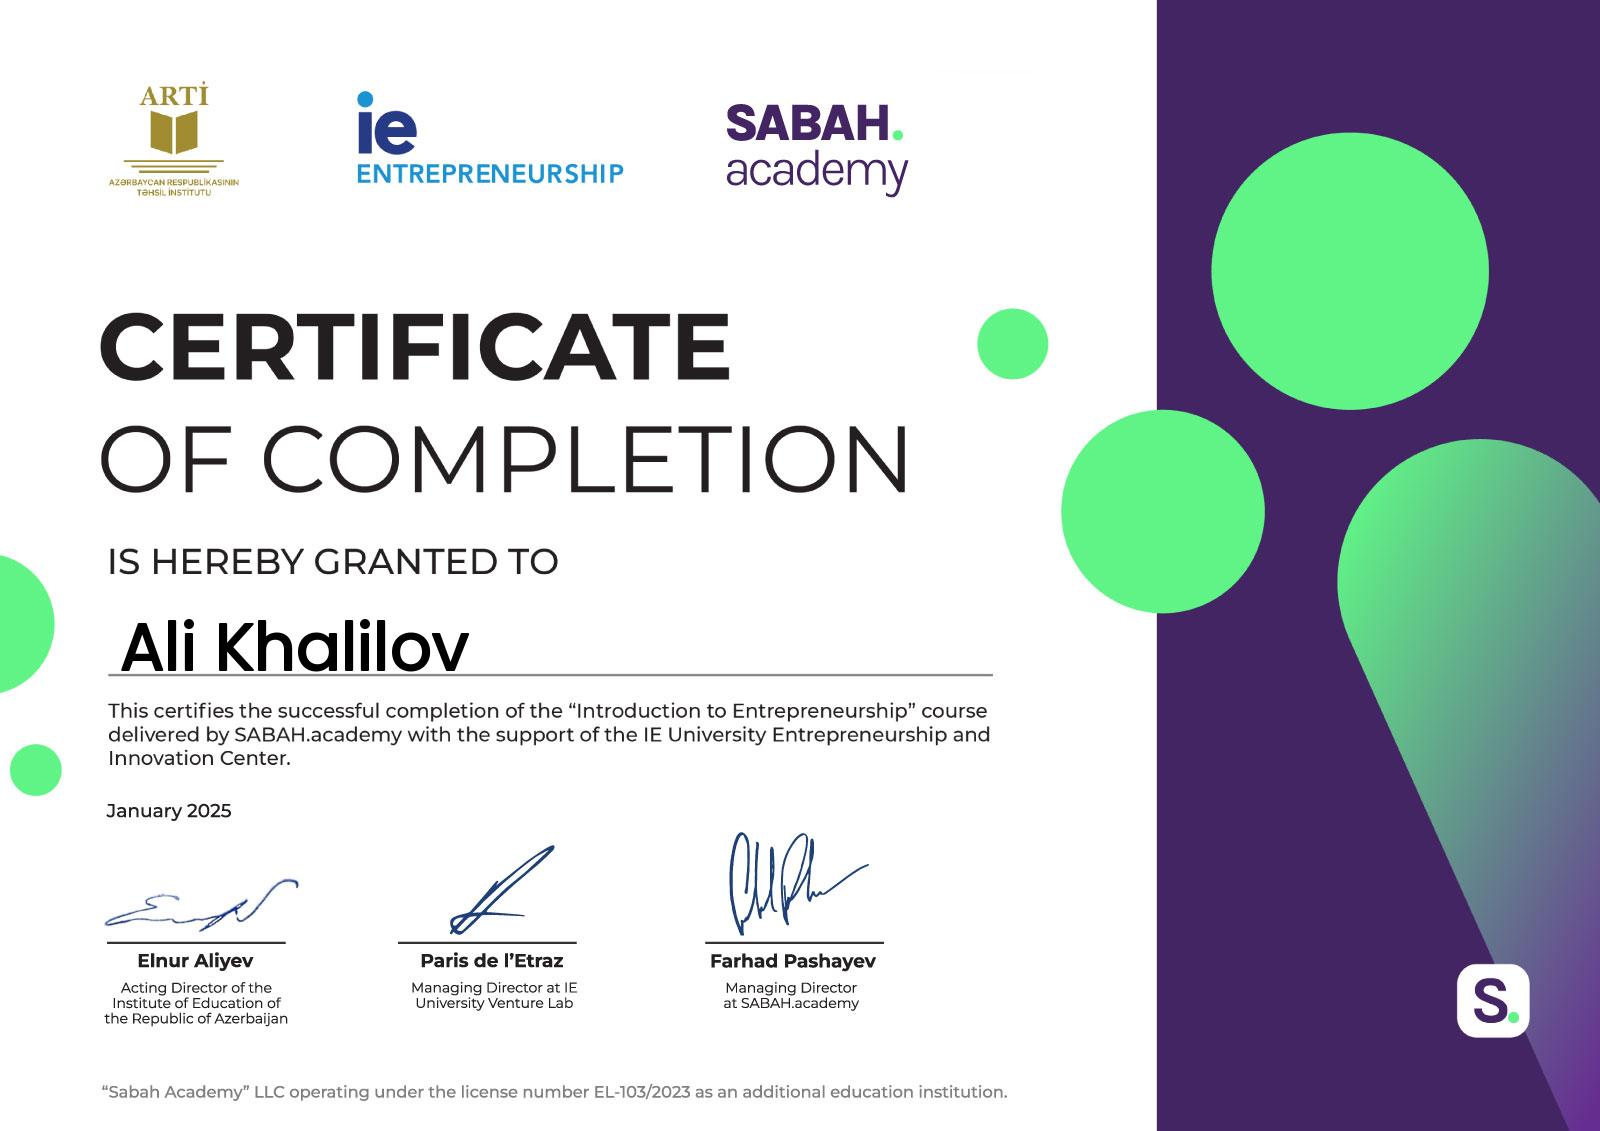 ARTİ
AZƏRBAYCAN RESPUBLİKASININ
TƏHSİL İNSTİTUTU
ie
ENTREPRENEURSHIP
SABAH.
academy
CERTIFICATE
OF COMPLETION
IS HEREBY GRANTED TO
Ali Khalilov
This certifies the successful completion of the “Introduction to Entrepreneurship” course
delivered by SABAH.academy with the support of the IE University Entrepreneurship and
Innovation Center.
January 2025
Elnur Aliyev
Acting Director of the
Institute of Education of
the Republic of Azerbaijan
Paris de l’Etraz
Managing Director at IE
University Venture Lab
Farhad Pashayev
Managing Director
at SABAH.academy
S.
“Sabah Academy” LLC operating under the license number EL-103/2023 as an additional education institution.